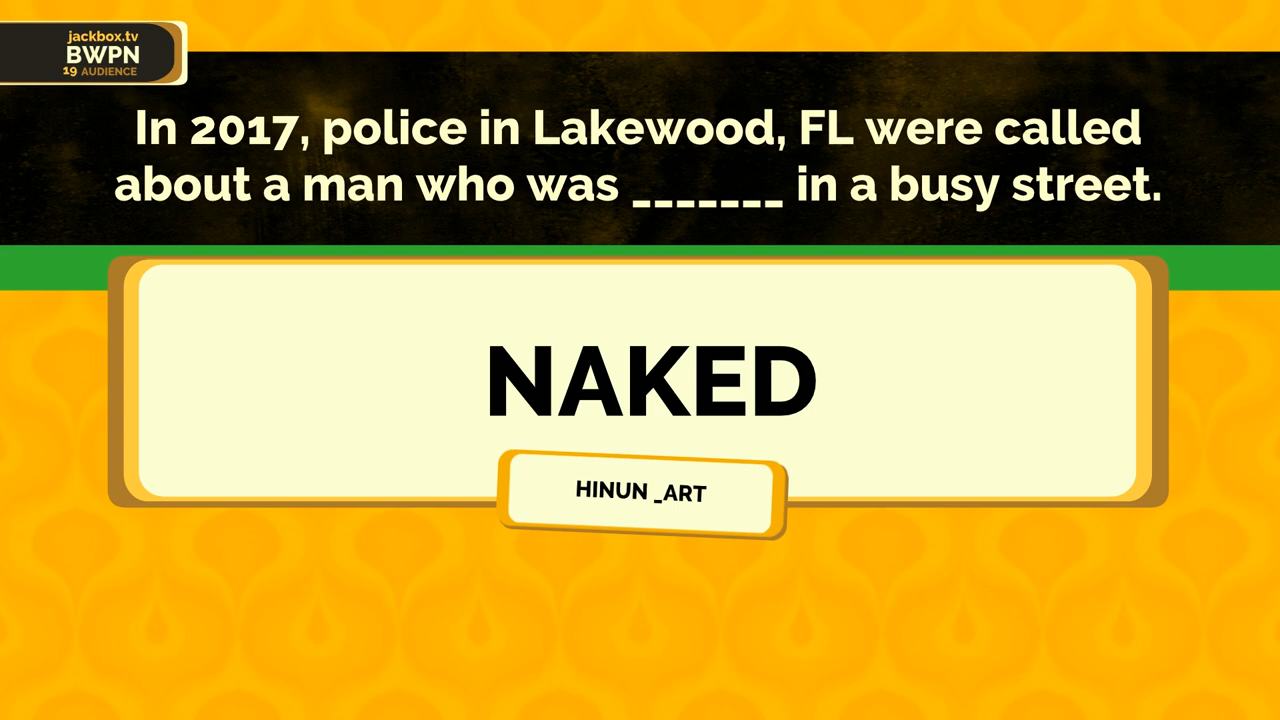 jackbox.tv
BWPN
19 AUDIENCE
In 2017, police in Lakewood, FL were called
about a man who was _______ in a busy street.
NAKED
HINUN _ART